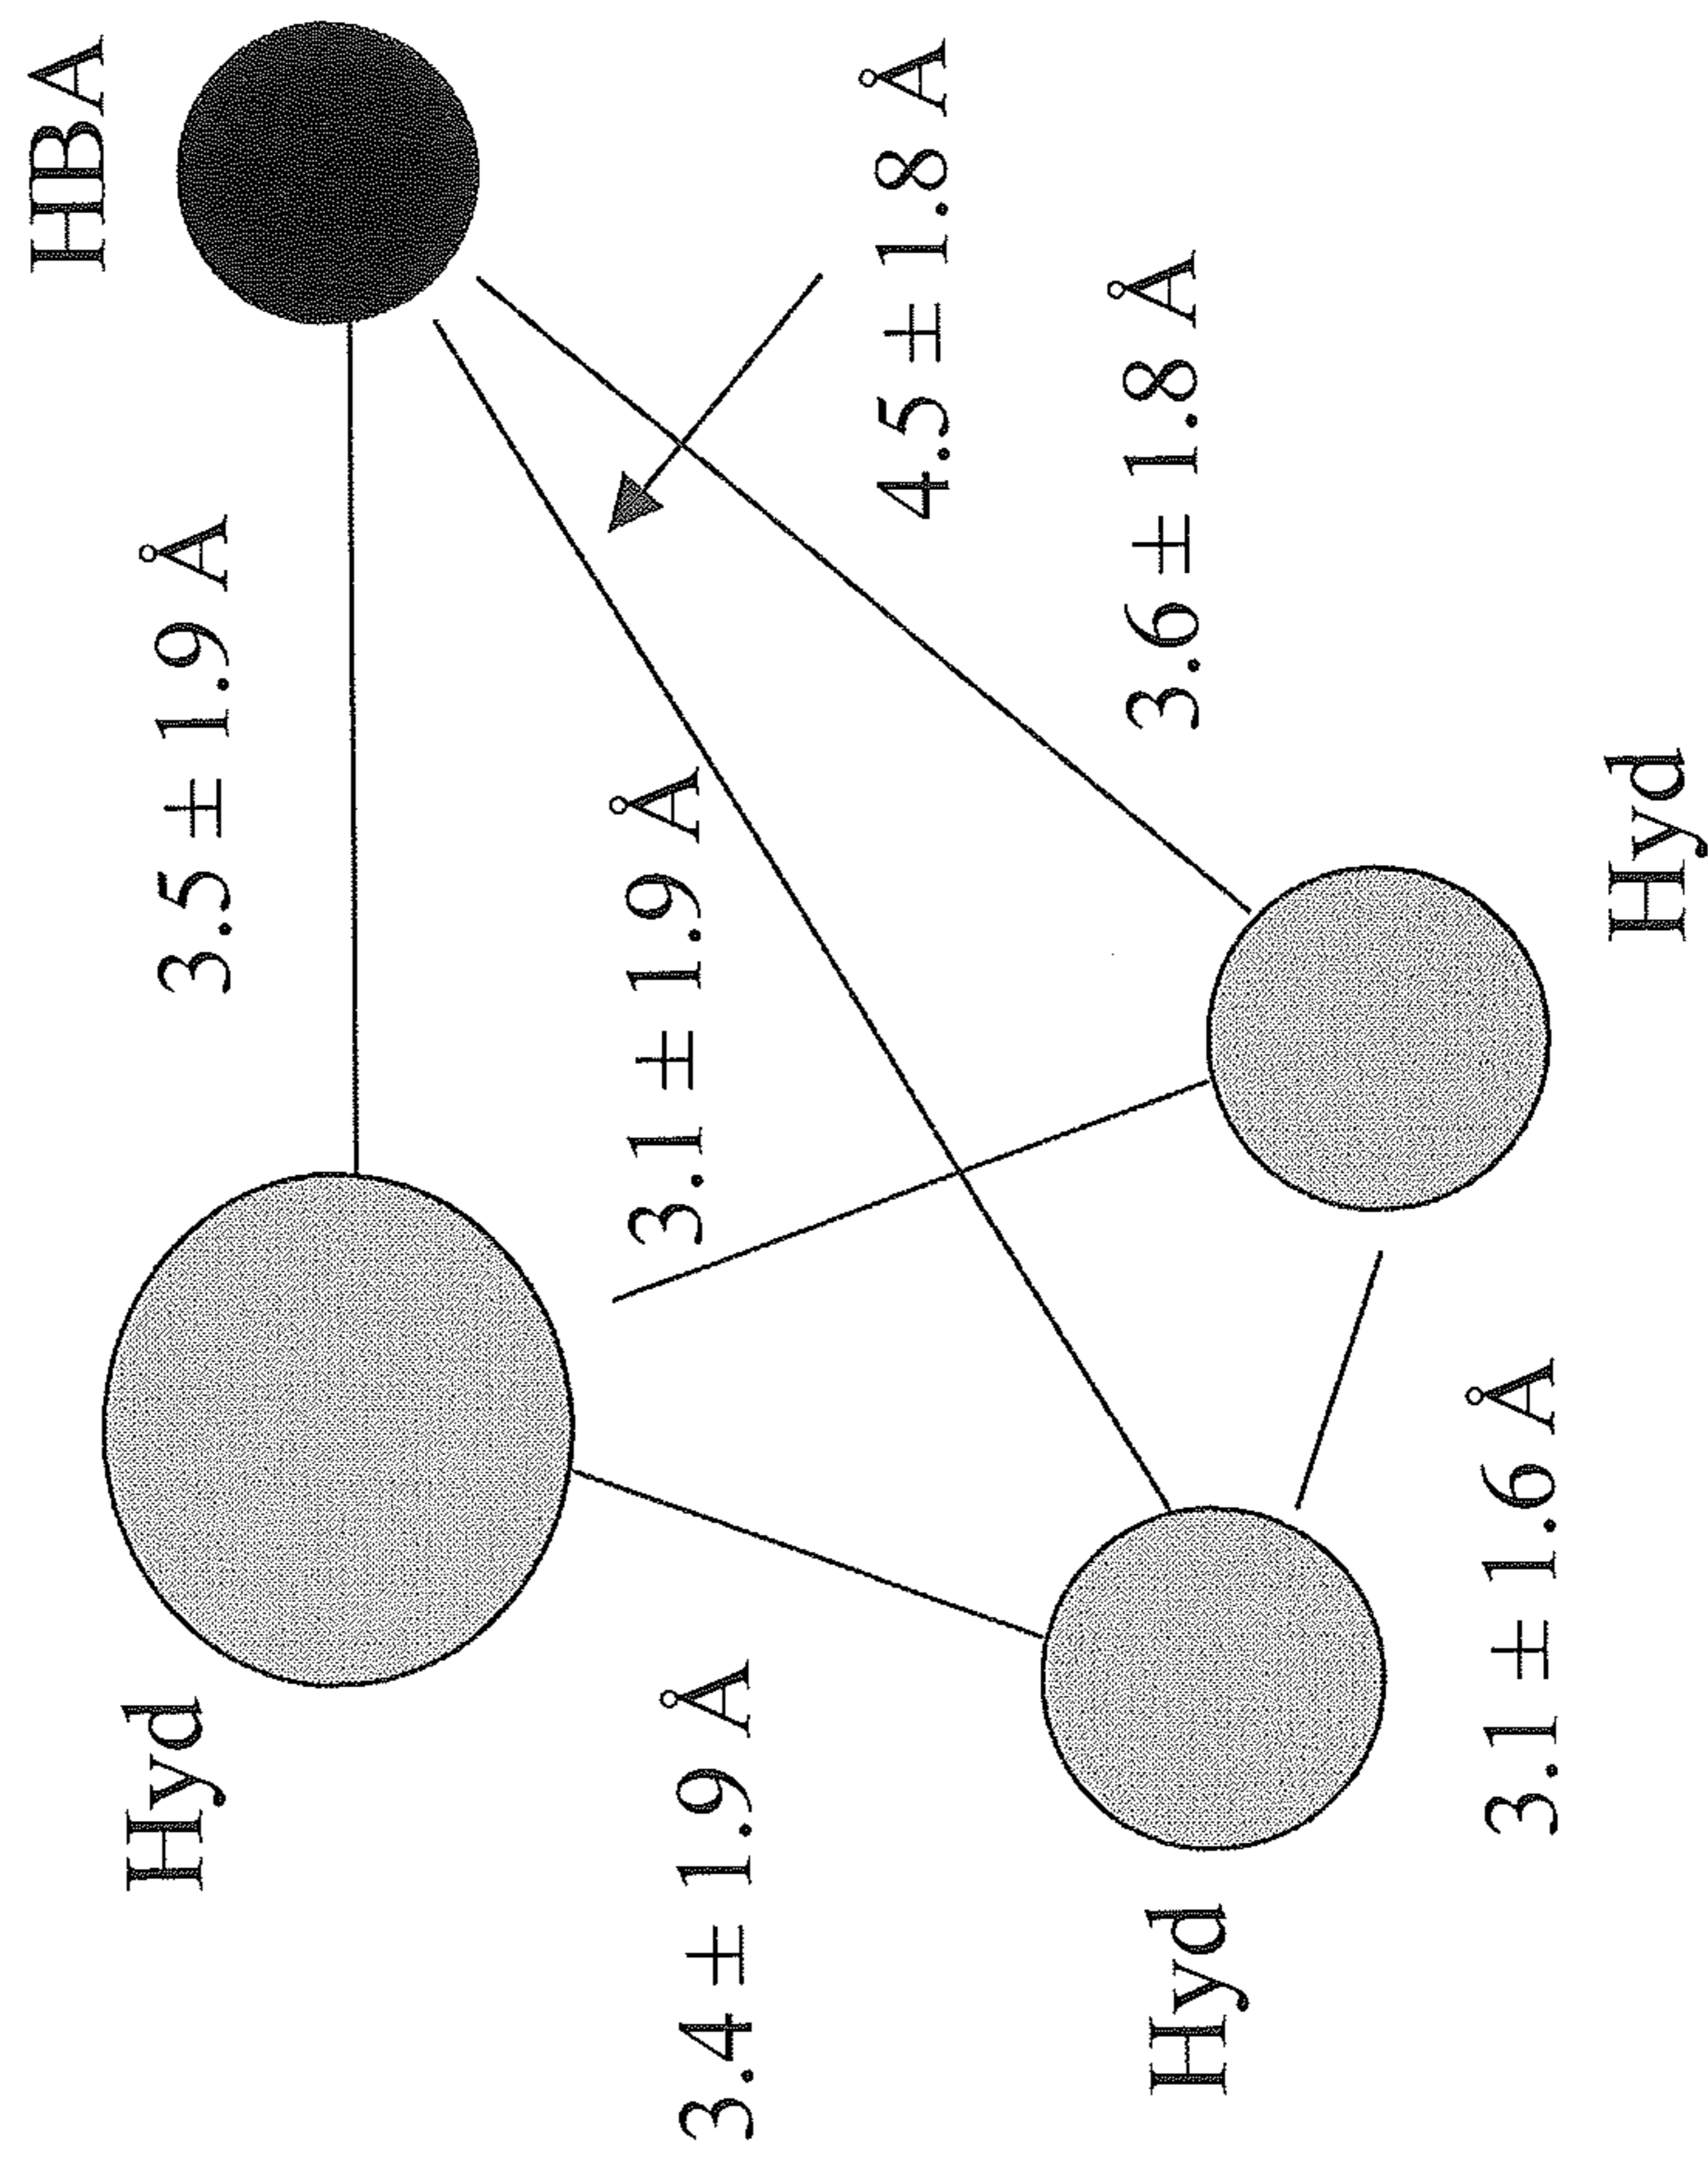 Hyd
3.5 ± 1.9 Å
HBA
3.4 ± 1.9 Å
3.1 ± 1.9 Å
4.5 ± 1.8 Å
Hyd
3.6 ± 1.8 Å
3.1 ± 1.6 Å
Hyd